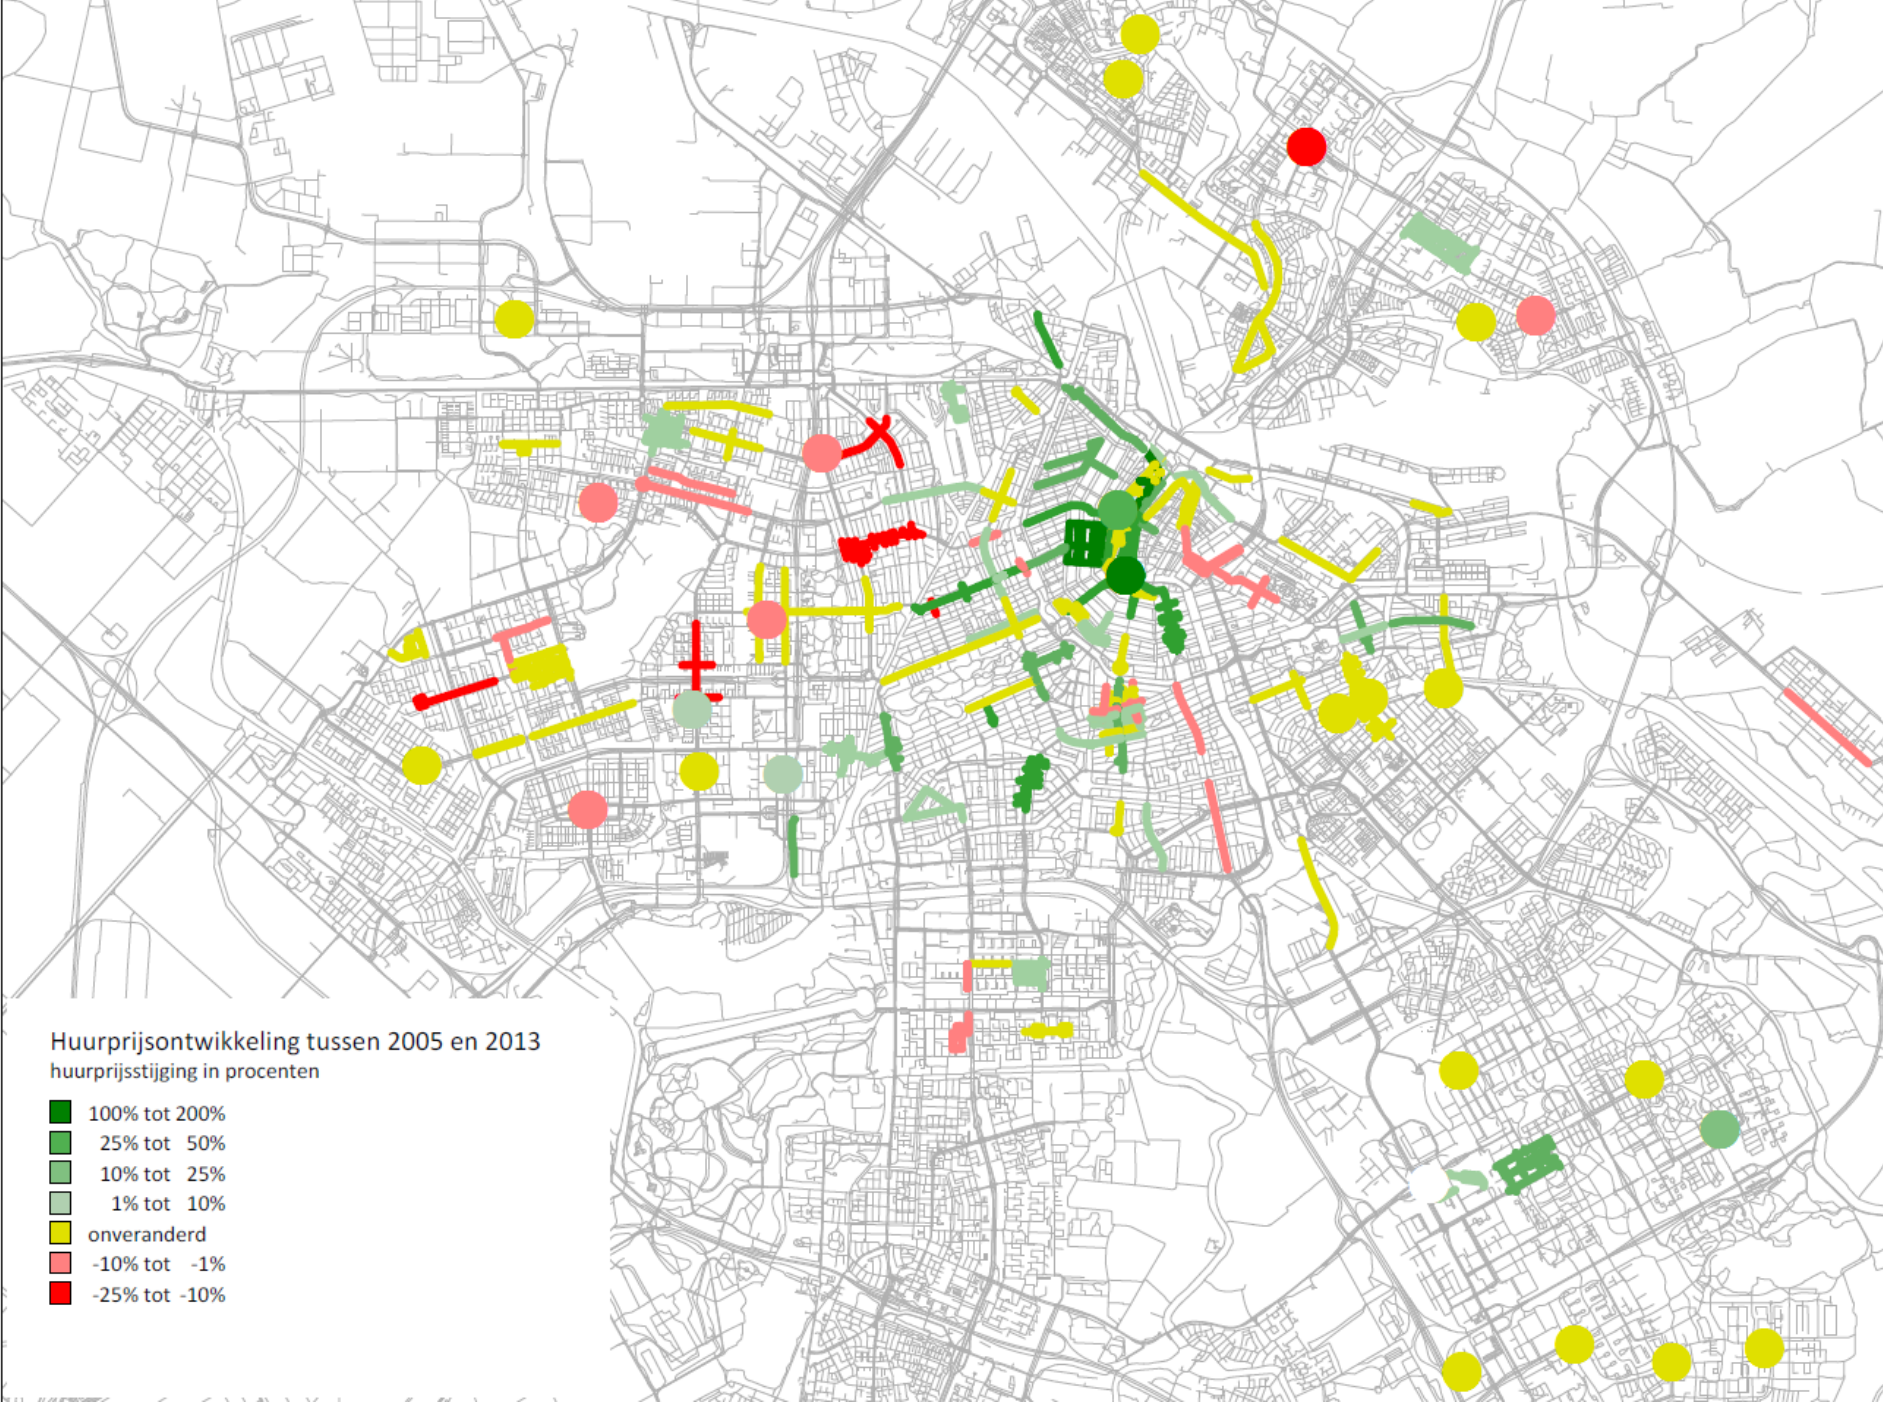 Huurprijsontwikkeling tussen 2005 en 2013
huurprijsstijging in procenten
100% tot 200%
25% tot 50%
10% tot 25%
1% tot 10%
onveranderd
-10% tot -1%
-25% tot -10%